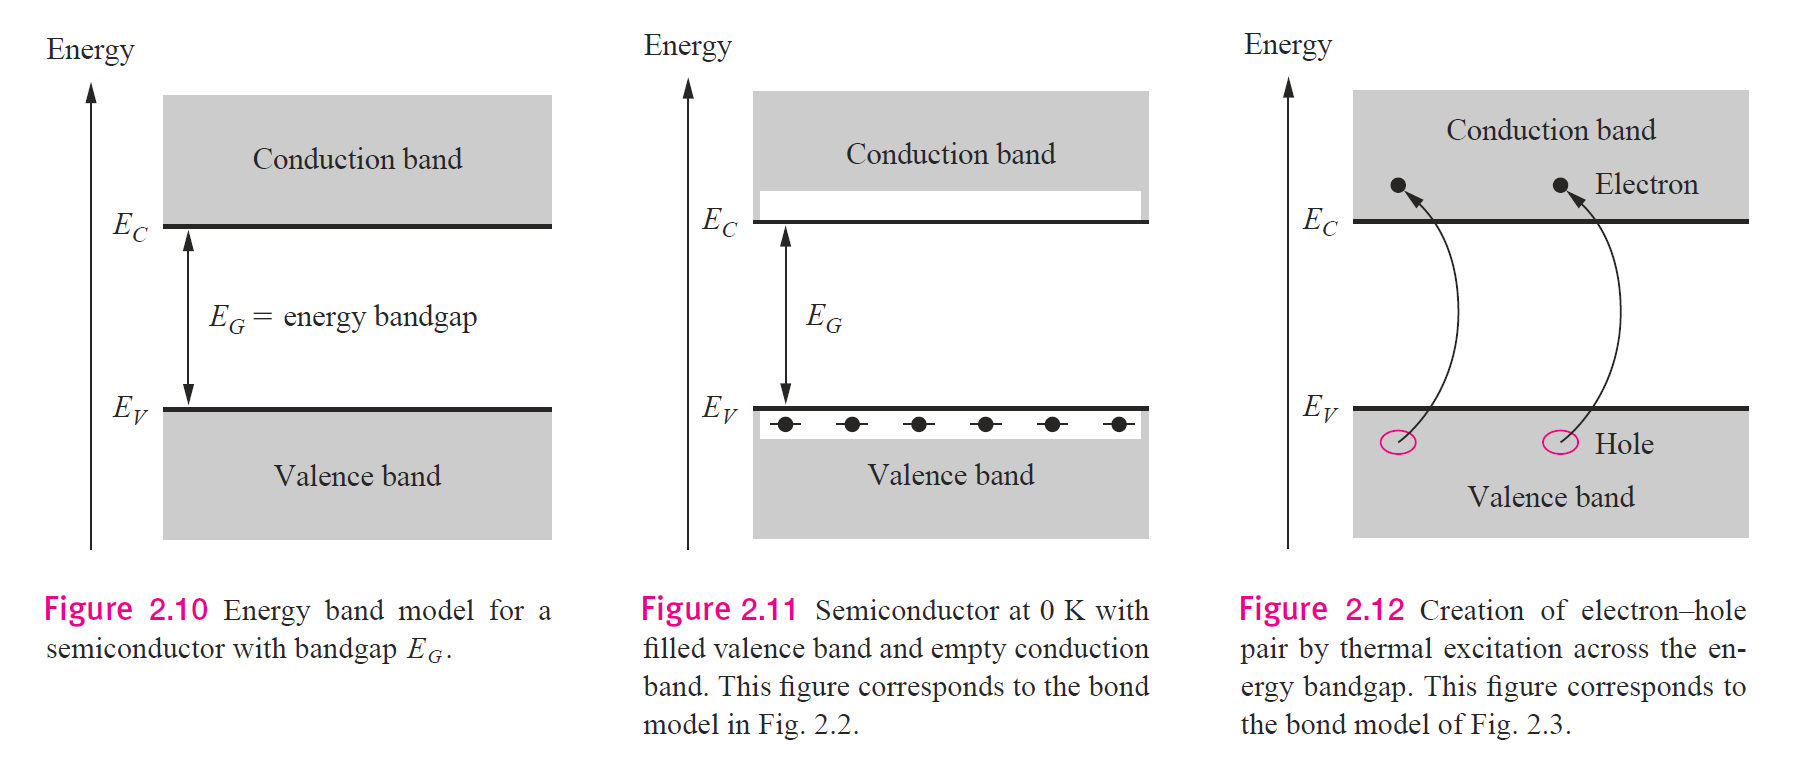 Energy
Conduction band
E_C
E_G = energy bandgap
E_V
Valence band
Figure 2.10 Energy band model for a
semiconductor with bandgap E_G.
Energy
Conduction band
E_C
E_G
E_V
Valence band
Figure 2.11 Semiconductor at 0 K with
filled valence band and empty conduction
band. This figure corresponds to the bond
model in Fig. 2.2.
Energy
Conduction band
Electron
E_C
E_V
Hole
Valence band
Figure 2.12 Creation of electron–hole
pair by thermal excitation across the en-
ergy bandgap. This figure corresponds to
the bond model of Fig. 2.3.